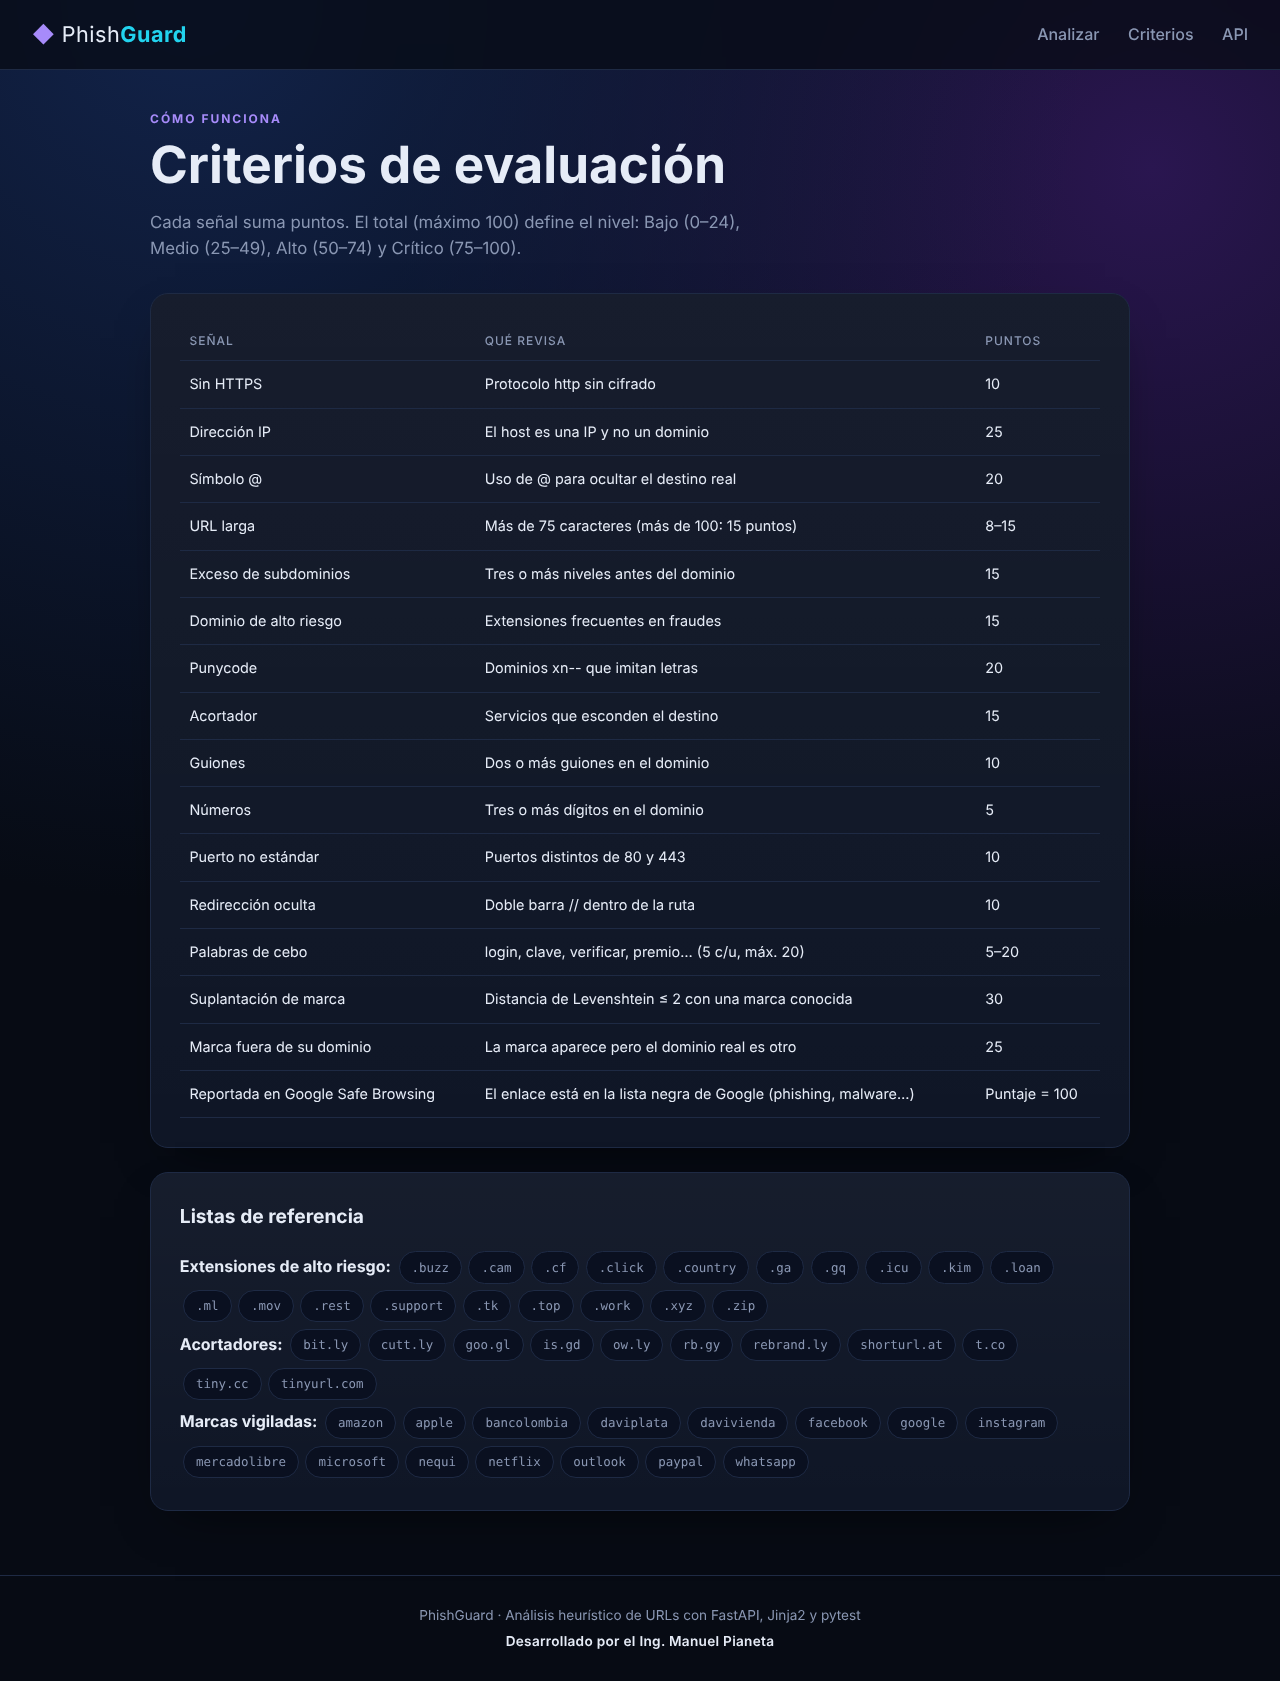 PhishGuard
Analizar Criterios API
CÓMO FUNCIONA
Criterios de evaluación
Cada señal suma puntos. El total (máximo 100) define el nivel: Bajo (0–24),
Medio (25–49), Alto (50–74) y Crítico (75–100).
SEÑAL QUÉ REVISA PUNTOS
Sin HTTPS Protocolo http sin cifrado 10
Dirección IP El host es una IP y no un dominio 25
Símbolo @ Uso de @ para ocultar el destino real 20
URL larga Más de 75 caracteres (más de 100: 15 puntos) 8–15
Exceso de subdominios Tres o más niveles antes del dominio 15
Dominio de alto riesgo Extensiones frecuentes en fraudes 15
Punycode Dominios xn-- que imitan letras 20
Acortador Servicios que esconden el destino 15
Guiones Dos o más guiones en el dominio 10
Números Tres o más dígitos en el dominio 5
Puerto no estándar Puertos distintos de 80 y 443 10
Redirección oculta Doble barra // dentro de la ruta 10
Palabras de cebo login, clave, verificar, premio… (5 c/u, máx. 20) 5–20
Suplantación de marca Distancia de Levenshtein ≤ 2 con una marca conocida 30
Marca fuera de su dominio La marca aparece pero el dominio real es otro 25
Reportada en Google Safe Browsing El enlace está en la lista negra de Google (phishing, malware…) Puntaje = 100
Listas de referencia
Extensiones de alto riesgo: .buzz .cam .cf .click .country .ga .gq .icu .kim .loan
.ml .mov .rest .support .tk .top .work .xyz .zip
Acortadores: bit.ly cutt.ly goo.gl is.gd ow.ly rb.gy rebrand.ly shorturl.at t.co
tiny.cc tinyurl.com
Marcas vigiladas: amazon apple bancolombia daviplata davivienda facebook google instagram
mercadolibre microsoft nequi netflix outlook paypal whatsapp
PhishGuard · Análisis heurístico de URLs con FastAPI, Jinja2 y pytest
Desarrollado por el Ing. Manuel Pianeta